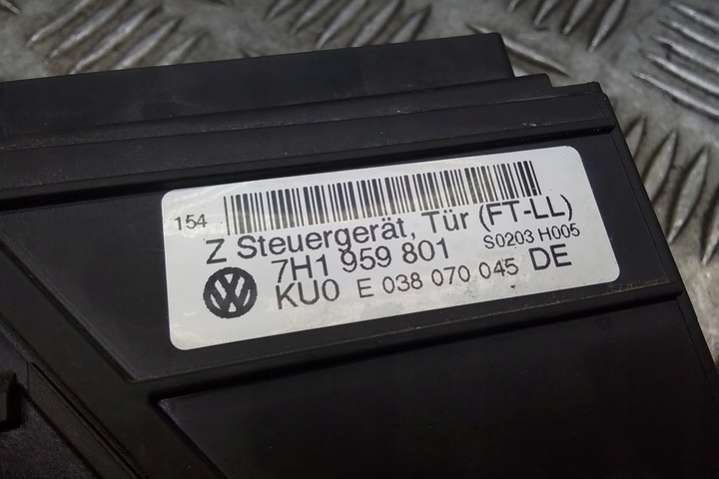 154
Z Steuergerät, Tür (FT-LL)
7H1 959 801 S0203 H005
KU0 E 038 070 045 DE